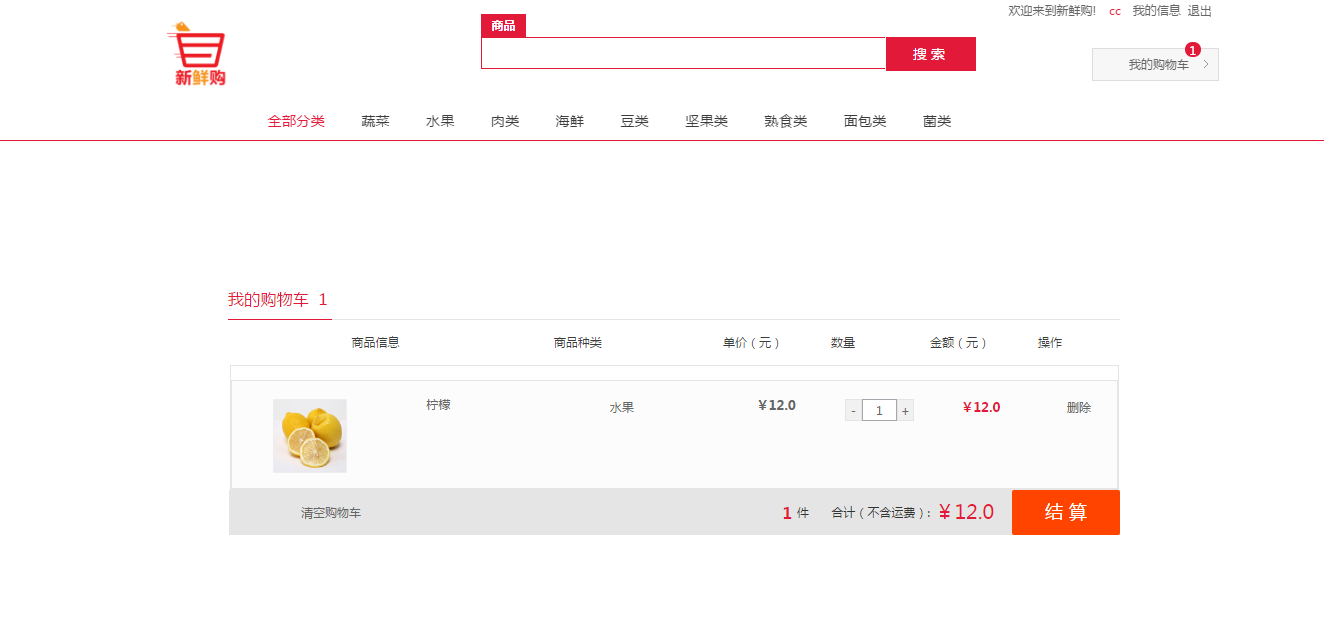 欢迎来到新鲜购! cc 我的信息 退出
新鲜购
商品
搜 索
我的购物车 1 >
全部分类 蔬菜 水果 肉类 海鲜 豆类 坚果类 熟食类 面包类 菌类
我的购物车 1
商品信息 商品种类 单价（元） 数量 金额（元） 操作
柠檬 水果 ¥12.0 - 1 + ¥12.0 删除
清空购物车 1 件 合计（不含运费）: ¥12.0 结 算